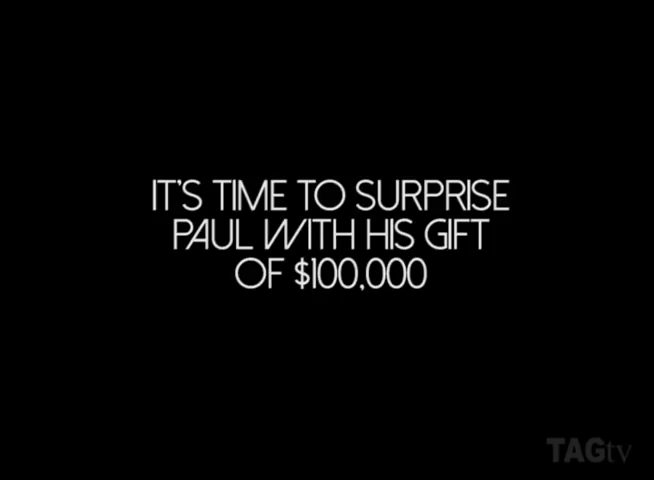 IT'S TIME TO SURPRISE
PAUL WITH HIS GIFT
OF $100,000
TAGtv